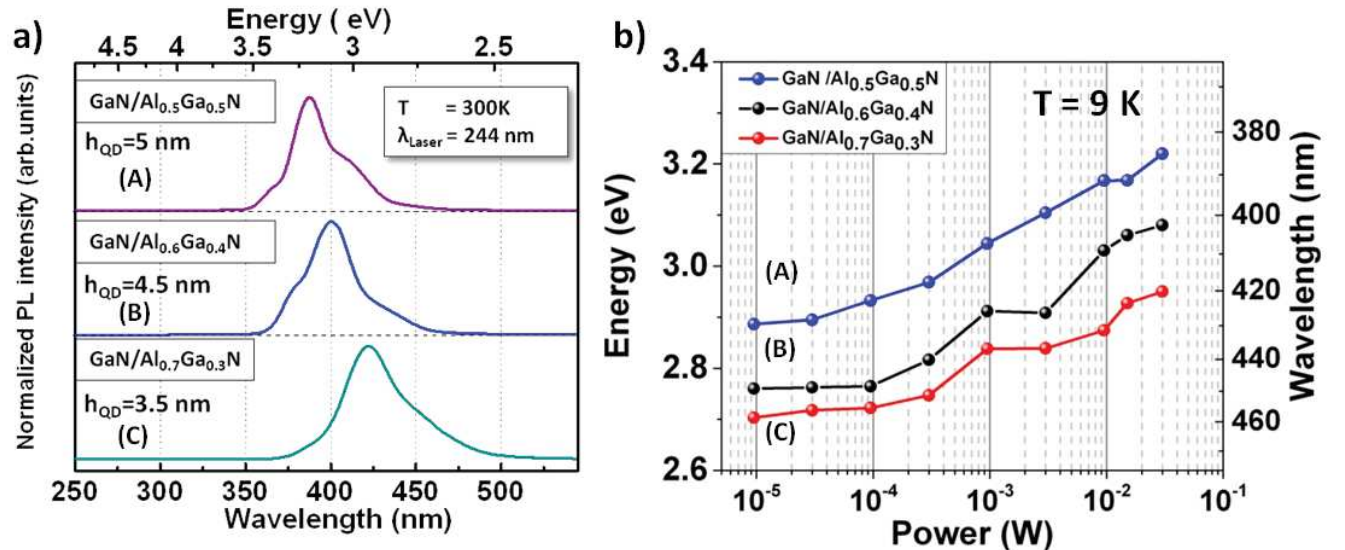 a)
Energy ( eV)
4.5 4 3.5 3 2.5
Normalized PL intensity (arb.units)
GaN/Al0.5Ga0.5N
hQD=5 nm
(A)
T = 300K
λLaser = 244 nm
GaN/Al0.6Ga0.4N
hQD=4.5 nm
(B)
GaN/Al0.7Ga0.3N
hQD=3.5 nm
(C)
250 300 350 400 450 500
Wavelength (nm)
b)
GaN /Al0.5Ga0.5N
GaN/Al0.6Ga0.4N
GaN/Al0.7Ga0.3N
T = 9 K
Energy (eV)
3.4
3.2
3.0
2.8
2.6
(A)
(B)
(C)
380
400
420
440
460
Wavelength (nm)
10-5 10-4 10-3 10-2 10-1
Power (W)